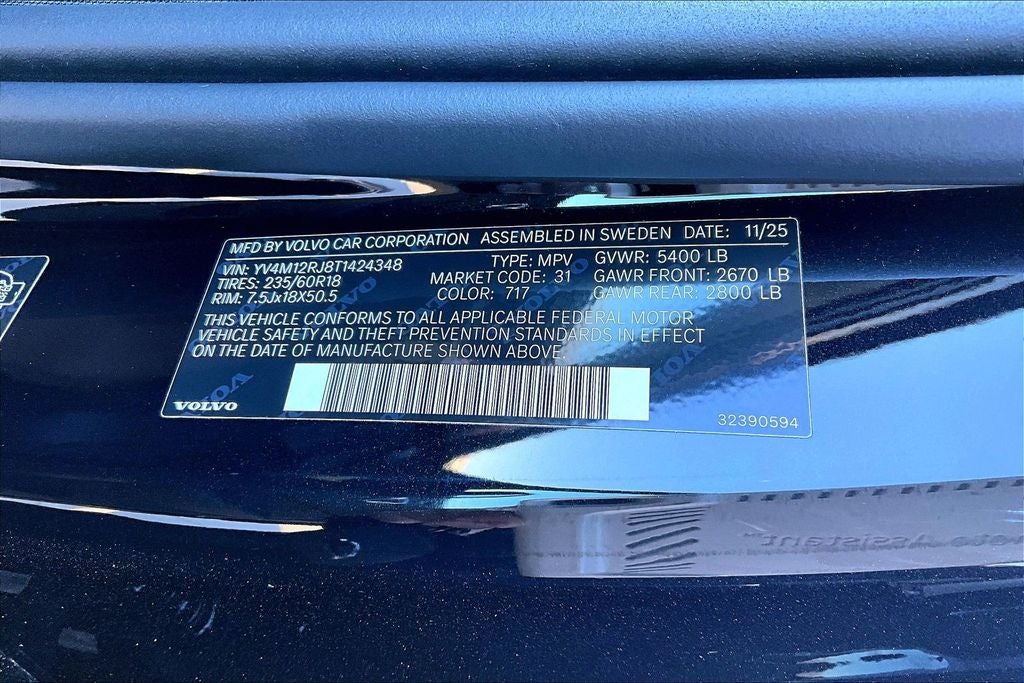 MFD BY VOLVO CAR CORPORATION ASSEMBLED IN SWEDEN DATE: 11/25
VIN: YV4M12RJ8T1424348 TYPE: MPV GVWR: 5400 LB
TIRES: 235/60R18 MARKET CODE: 31 GAWR FRONT: 2670 LB
RIM: 7.5Jx18X50.5 COLOR: 717 GAWR REAR: 2800 LB
THIS VEHICLE CONFORMS TO ALL APPLICABLE FEDERAL MOTOR
VEHICLE SAFETY AND THEFT PREVENTION STANDARDS IN EFFECT
ON THE DATE OF MANUFACTURE SHOWN ABOVE.
VOLVO
32390594